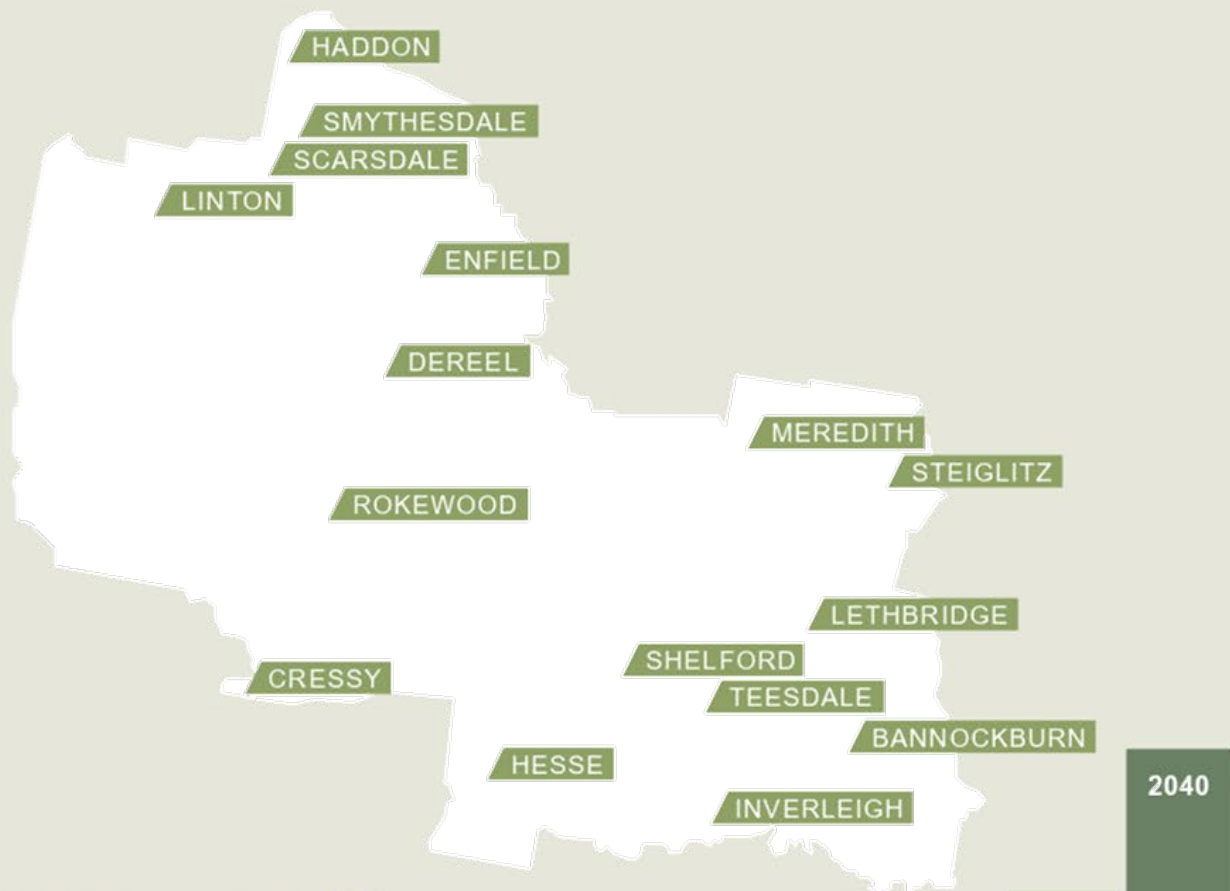 HADDON
SMYTHESDALE
SCARSDALE
LINTON
ENFIELD
DEREEL
MEREDITH
STEIGLITZ
ROKEWOOD
LETHBRIDGE
SHELFORD
CRESSY
TEESDALE
BANNOCKBURN
HESSE
2040
INVERLEIGH